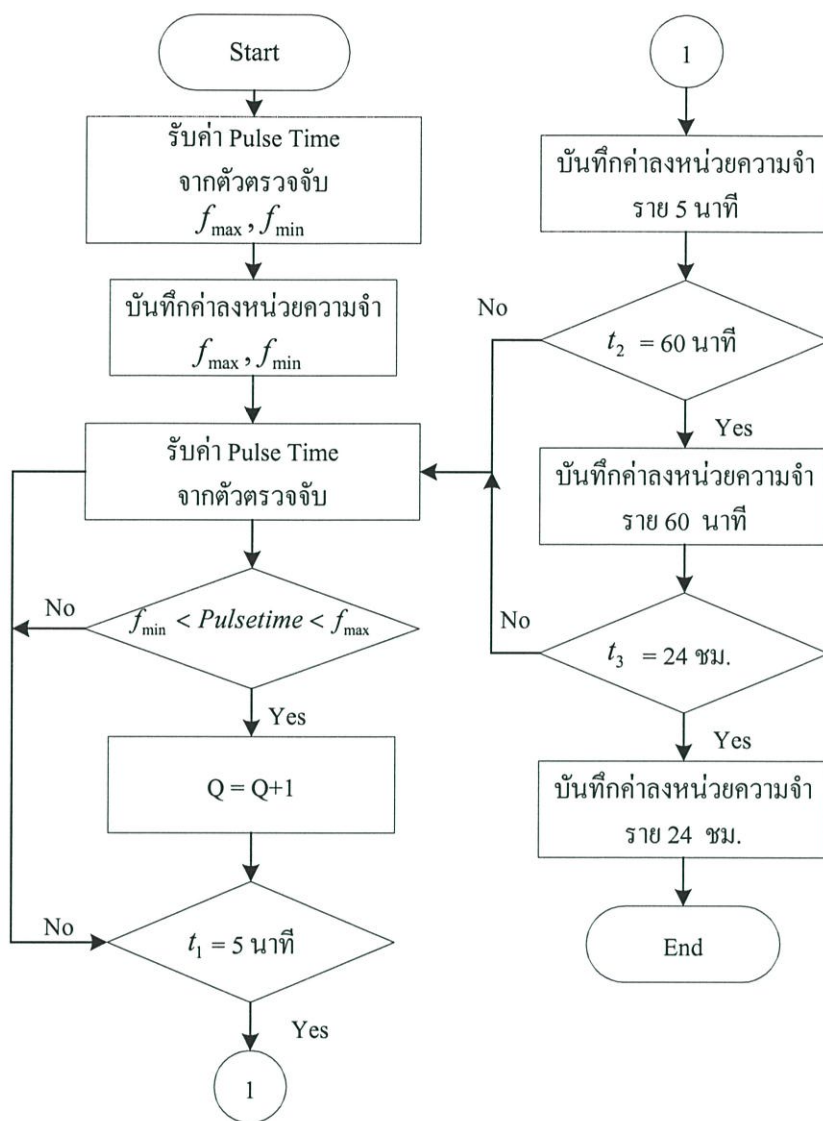 Start
รับค่า Pulse Time
จากตัวตรวจจับ
f_max , f_min
บันทึกค่าลงหน่วยความจำ
f_max , f_min
รับค่า Pulse Time
จากตัวตรวจจับ
No
f_min < Pulsetime < f_max
Yes
Q = Q+1
No
t_1 = 5 นาที
Yes
1
1
บันทึกค่าลงหน่วยความจำ
ราย 5 นาที
No
t_2 = 60 นาที
Yes
บันทึกค่าลงหน่วยความจำ
ราย 60 นาที
No
t_3 = 24 ชม.
Yes
บันทึกค่าลงหน่วยความจำ
ราย 24 ชม.
End